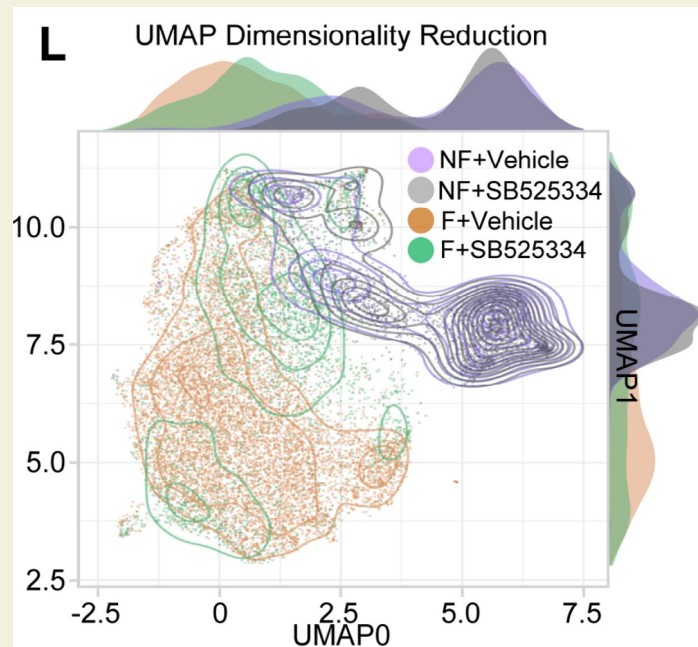 L
UMAP Dimensionality Reduction
NF+Vehicle
NF+SB525334
F+Vehicle
F+SB525334
10.0
7.5
5.0
2.5
UMAP1
-2.5 0 2.5 5.0 7.5
UMAP0